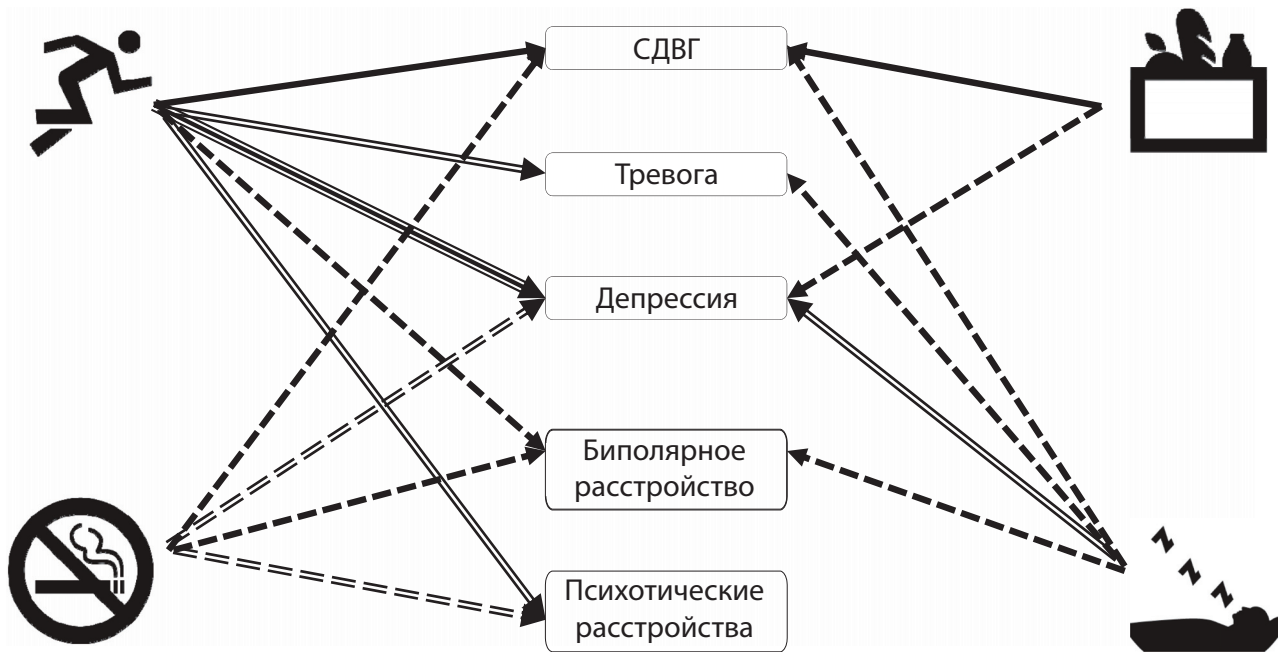 СДВГ
Тревога
Депрессия
Биполярное
расстройство
Психотические
расстройства
Z
Z
Z